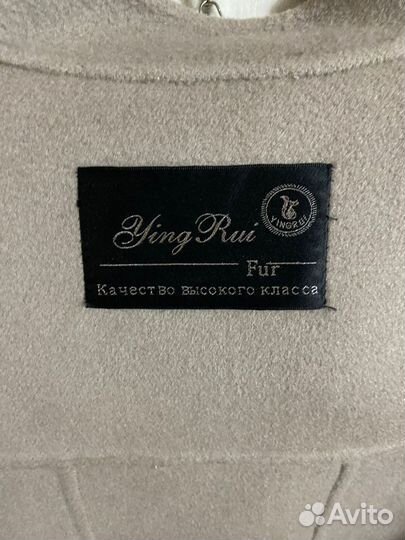 YINGRUI
Ying Rui
Fur
Качество высокого класса
Avito